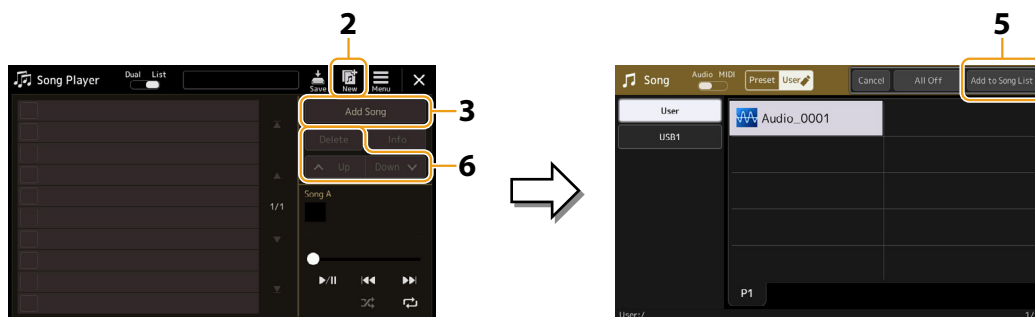 2
5
Song Player
Dual List
Save
New
Menu
Add Song
3
Delete
Info
Up
Down
6
Song A
1/1
Song
Audio MIDI
Preset
User
Cancel
All Off
Add to Song List
User
USB1
Audio_0001
P1
User:/